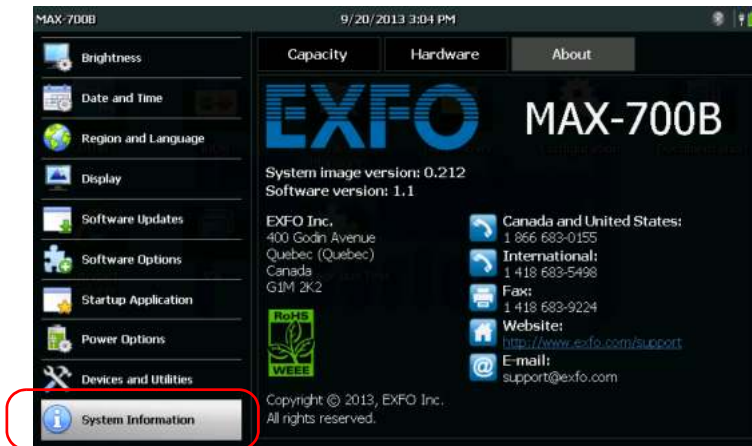 MAX-700B
9/20/2013 3:04 PM
Brightness
Date and Time
Region and Language
Display
Software Updates
Software Options
Startup Application
Power Options
Devices and Utilities
System Information
Capacity
Hardware
About
EXFO
MAX-700B
System image version: 0.212
Software version: 1.1
EXFO Inc.
400 Godin Avenue
Quebec (Quebec)
Canada
G1M 2K2
RoHS
WEEE
Canada and United States:
1 866 683-0155
International:
1 418 683-5498
Fax:
1 418 683-9224
Website:
http://www.exfo.com/support
E-mail:
support@exfo.com
Copyright © 2013, EXFO Inc.
All rights reserved.